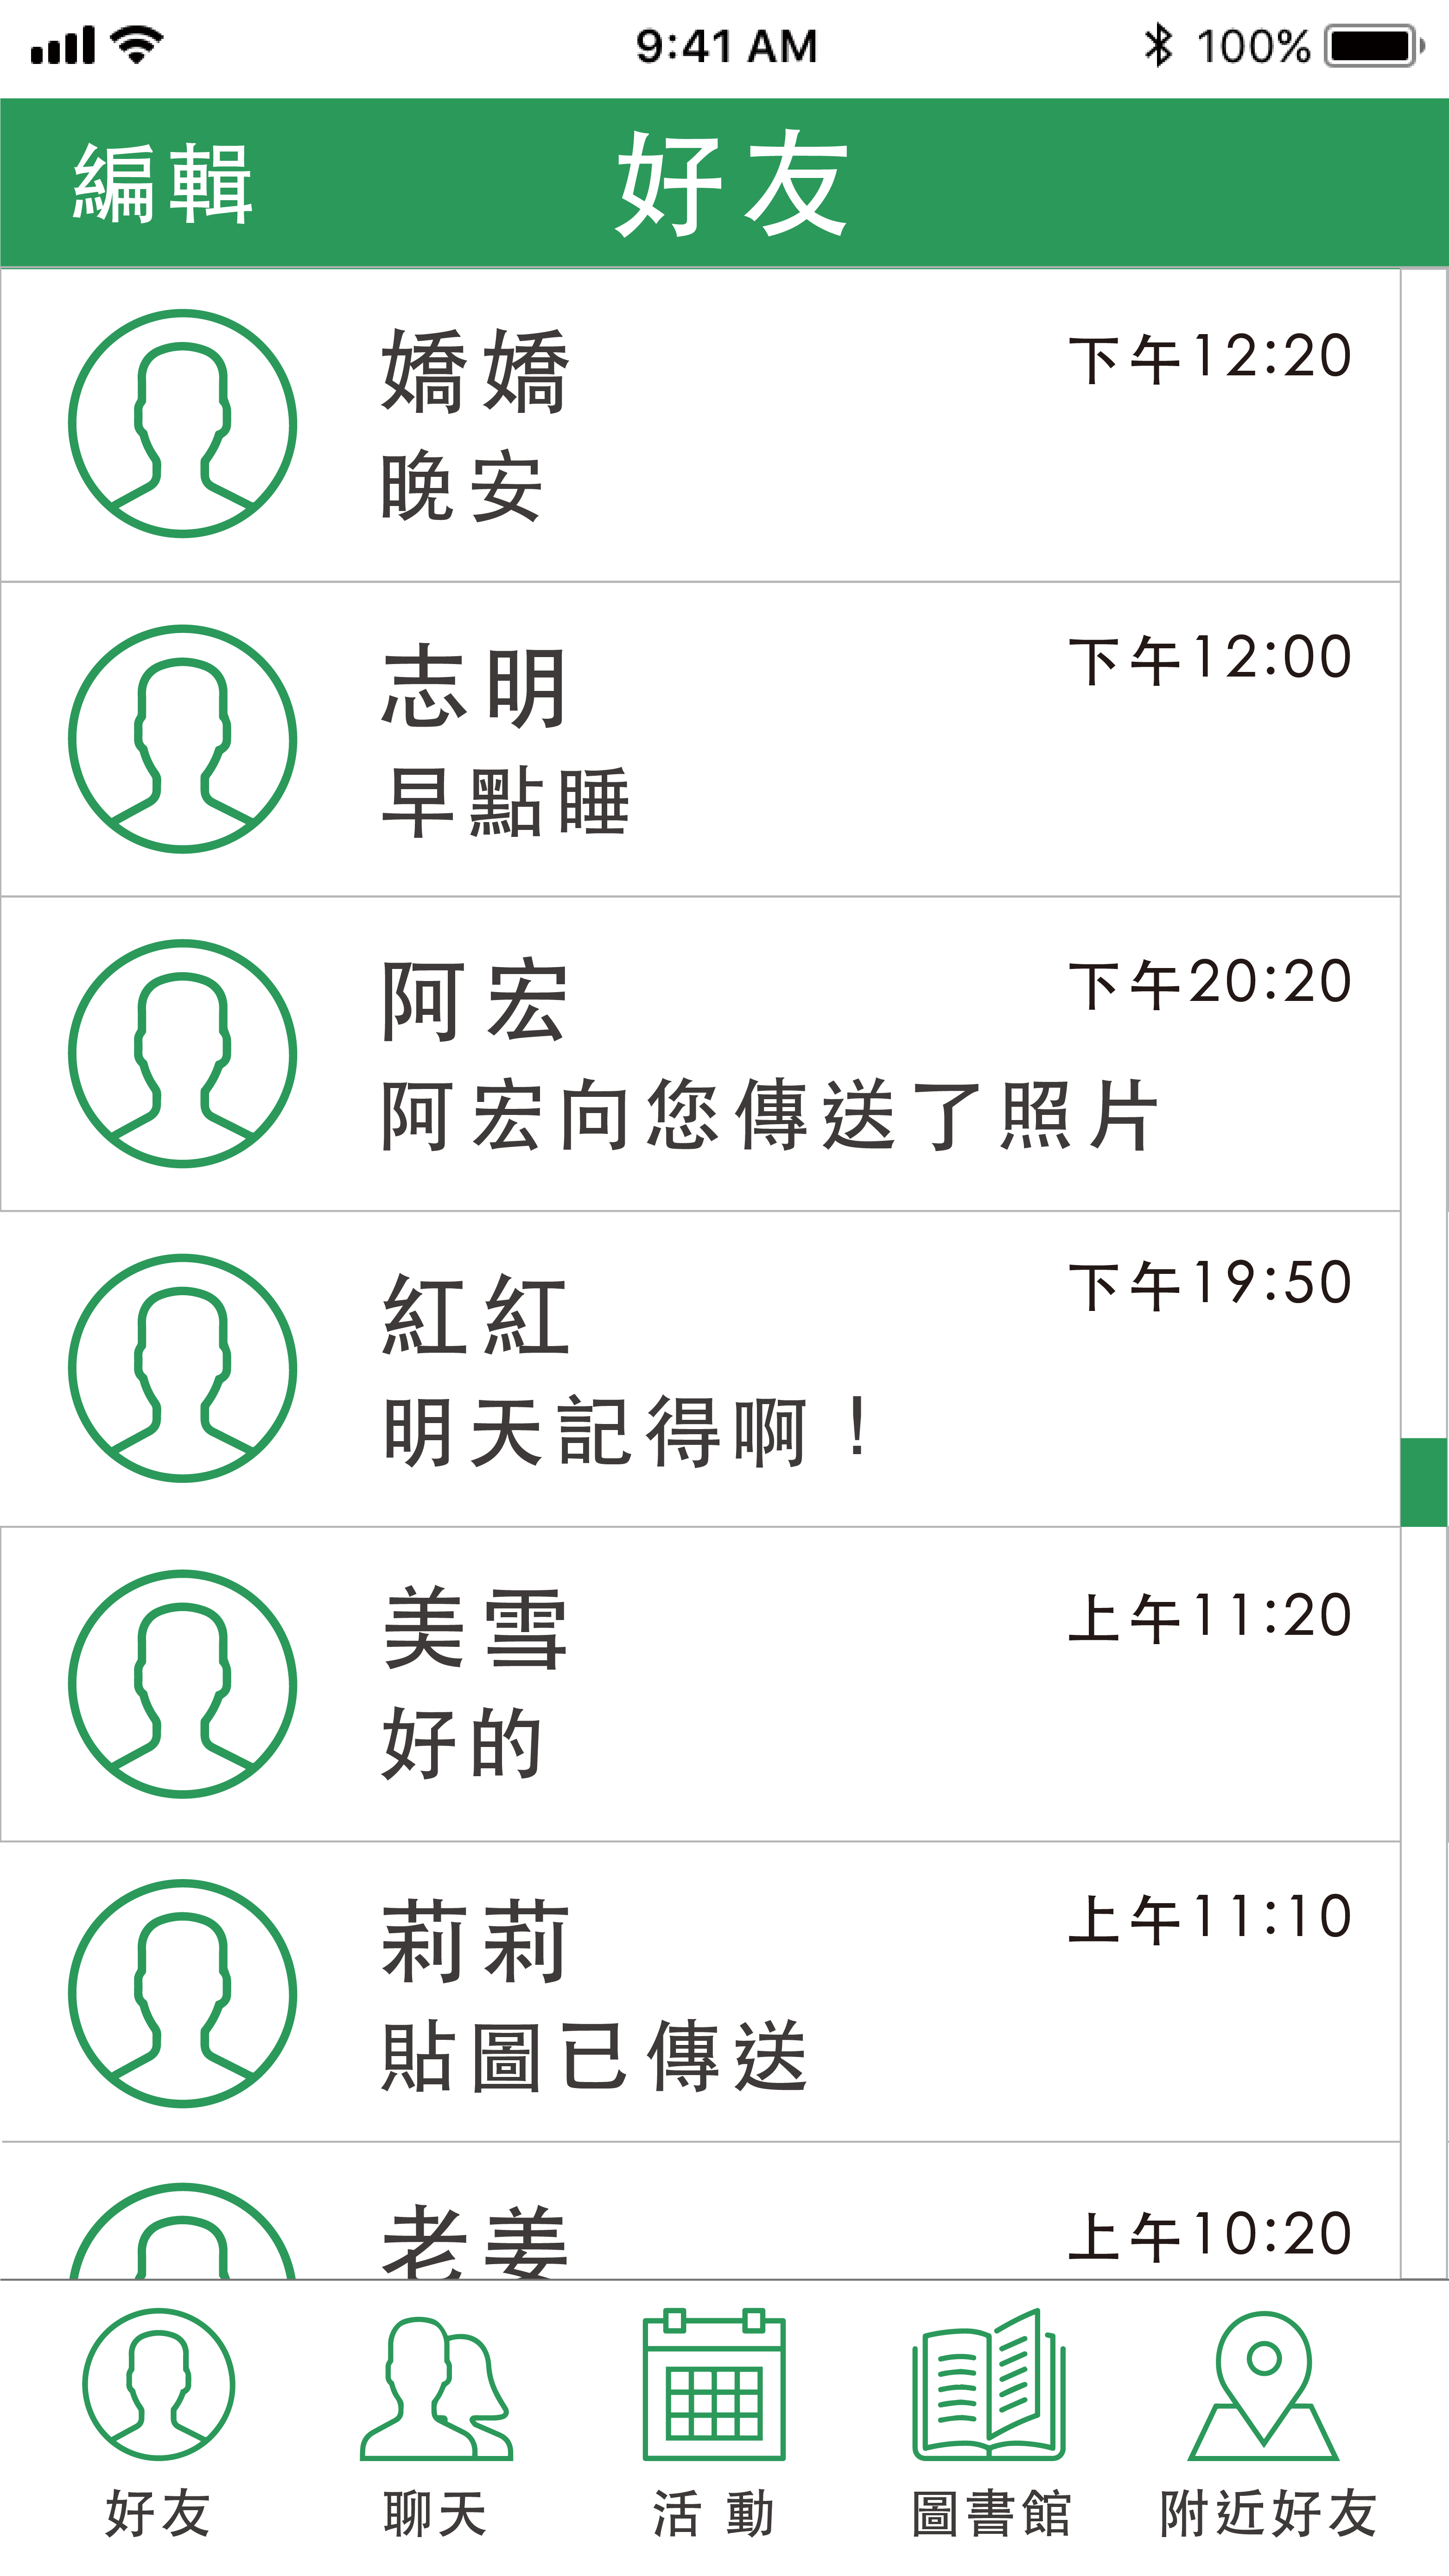 9:41 AM 100%
編輯 好友
嬌嬌 下午12:20
晚安
志明 下午12:00
早點睡
阿宏 下午20:20
阿宏向您傳送了照片
紅紅 下午19:50
明天記得啊！
美雪 上午11:20
好的
莉莉 上午11:10
貼圖已傳送
老姜 上午10:20
好友 聊天 活動 圖書館 附近好友